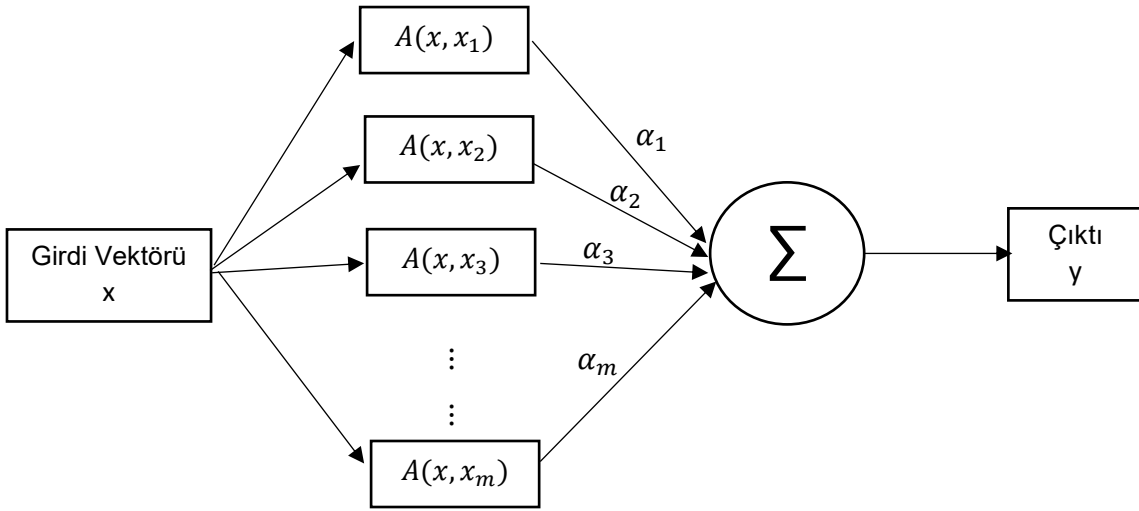 A(x, x₁)
α₁
A(x, x₂)
α₂
Girdi Vektörü
x
A(x, x₃)
α₃
Σ
Çıktı
y
⋮
αₘ
⋮
A(x, xₘ)